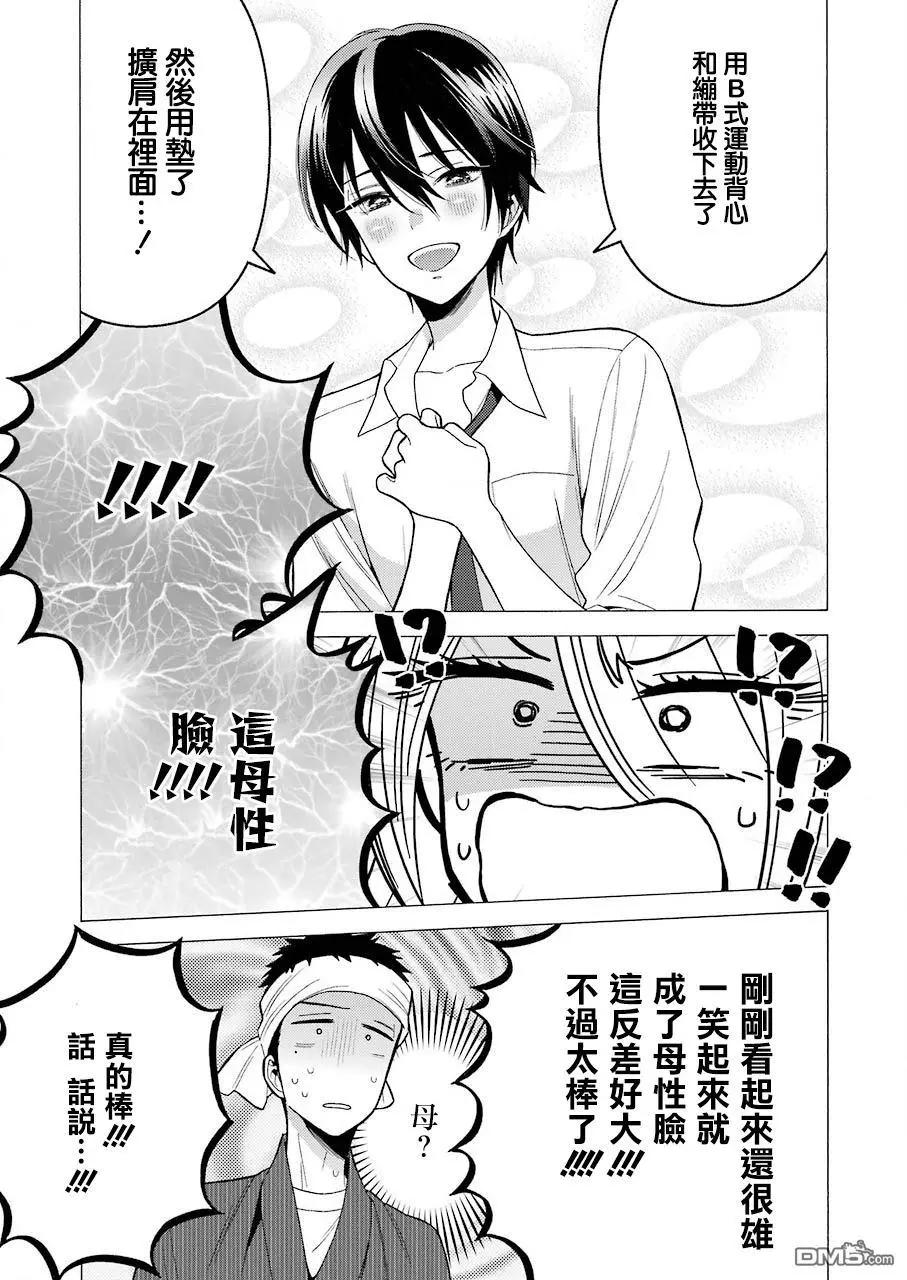 用B式運動背心
和繃帶收下去了
然後用墊了
擴肩在裡面…！
！！！！
這母性
臉！！！！
！？
！？
！？
！！
剛剛看起來還很雄
一笑起來就
成了母性臉
這反差好大！！！
不過太棒了！！！！
母？
真的棒！！！
話 話説…！！
DM5.com